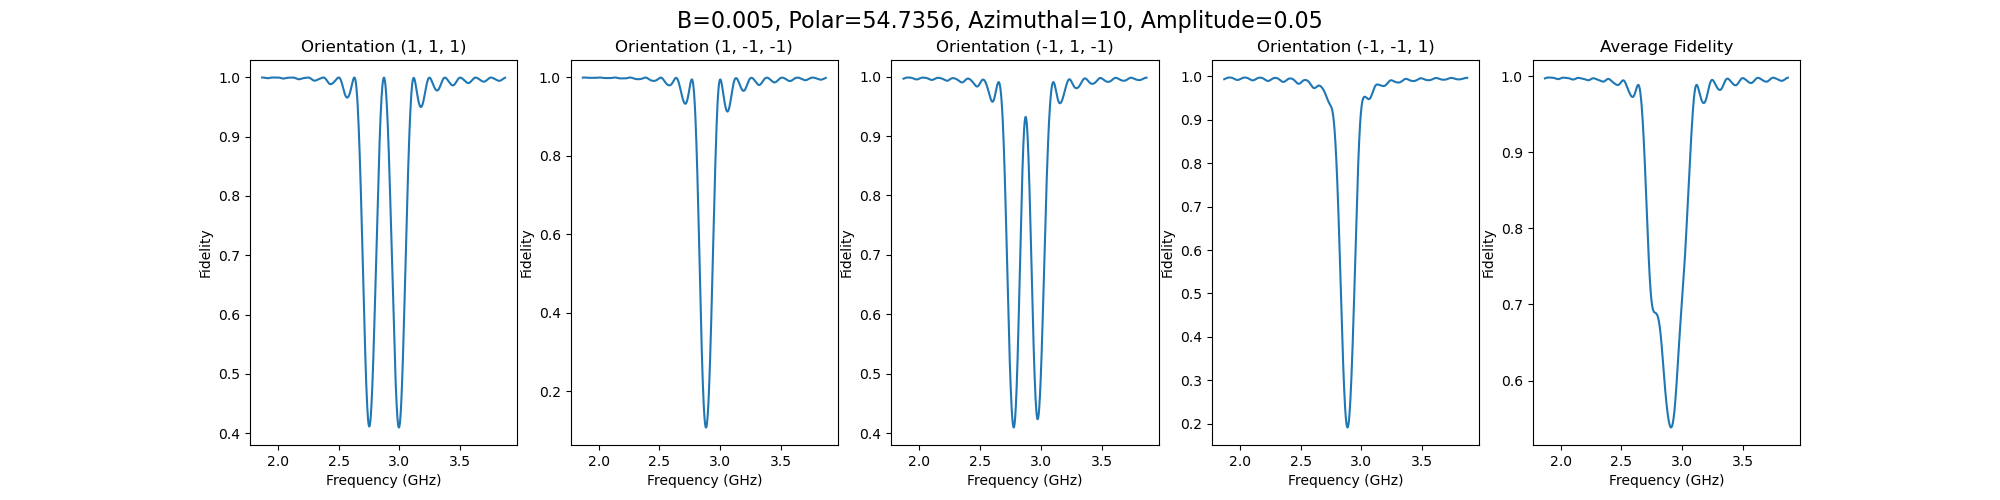 B=0.005, Polar=54.7356, Azimuthal=10, Amplitude=0.05
Orientation (1, 1, 1)
1.0
0.9
0.8
0.7
0.6
0.5
0.4
Fidelity
2.0 2.5 3.0 3.5
Frequency (GHz)
Orientation (1, -1, -1)
1.0
0.8
0.6
0.4
0.2
Fidelity
2.0 2.5 3.0 3.5
Frequency (GHz)
Orientation (-1, 1, -1)
1.0
0.9
0.8
0.7
0.6
0.5
0.4
Fidelity
2.0 2.5 3.0 3.5
Frequency (GHz)
Orientation (-1, -1, 1)
1.0
0.9
0.8
0.7
0.6
0.5
0.4
0.3
0.2
Fidelity
2.0 2.5 3.0 3.5
Frequency (GHz)
Average Fidelity
1.0
0.9
0.8
0.7
0.6
Fidelity
2.0 2.5 3.0 3.5
Frequency (GHz)